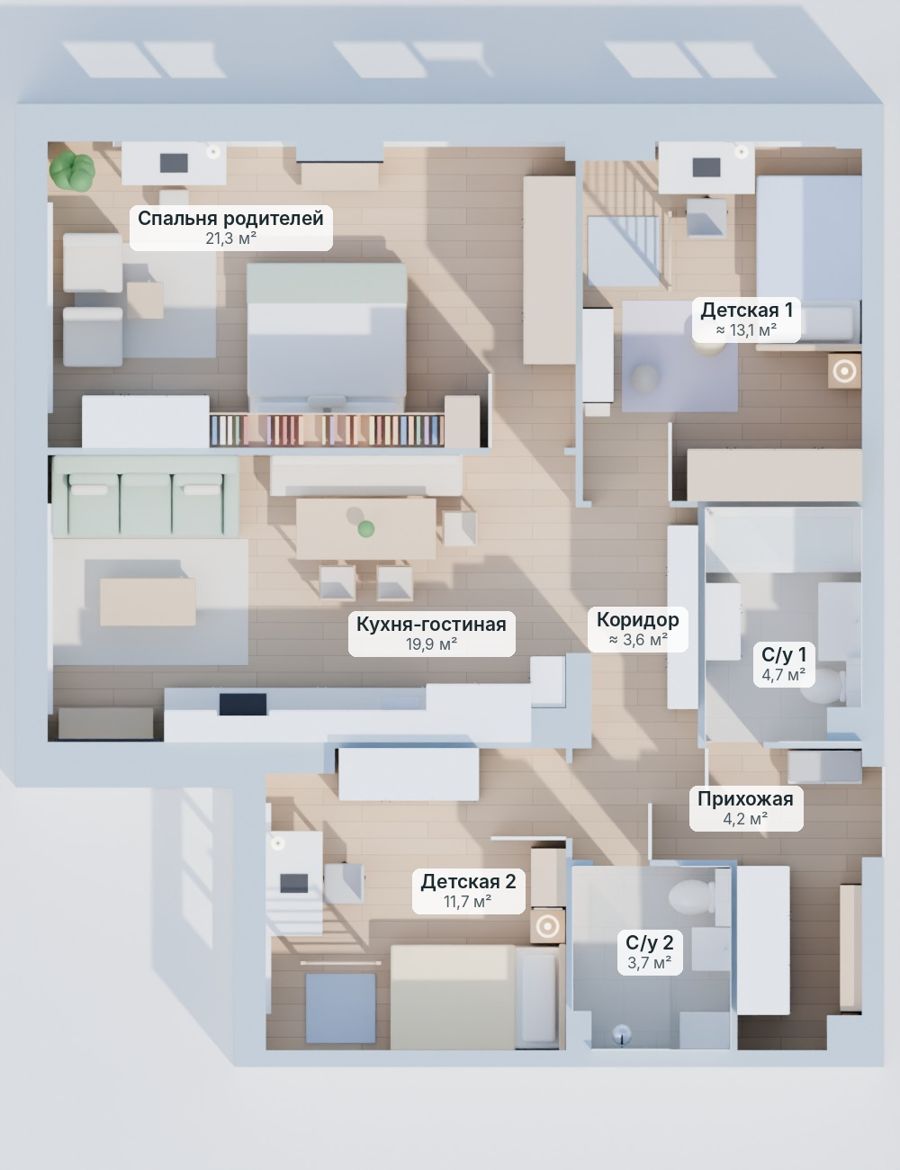 Спальня родителей
21,3 м²
Детская 1
≈ 13,1 м²
Кухня-гостиная
19,9 м²
Коридор
≈ 3,6 м²
С/у 1
4,7 м²
Прихожая
4,2 м²
Детская 2
11,7 м²
С/у 2
3,7 м²